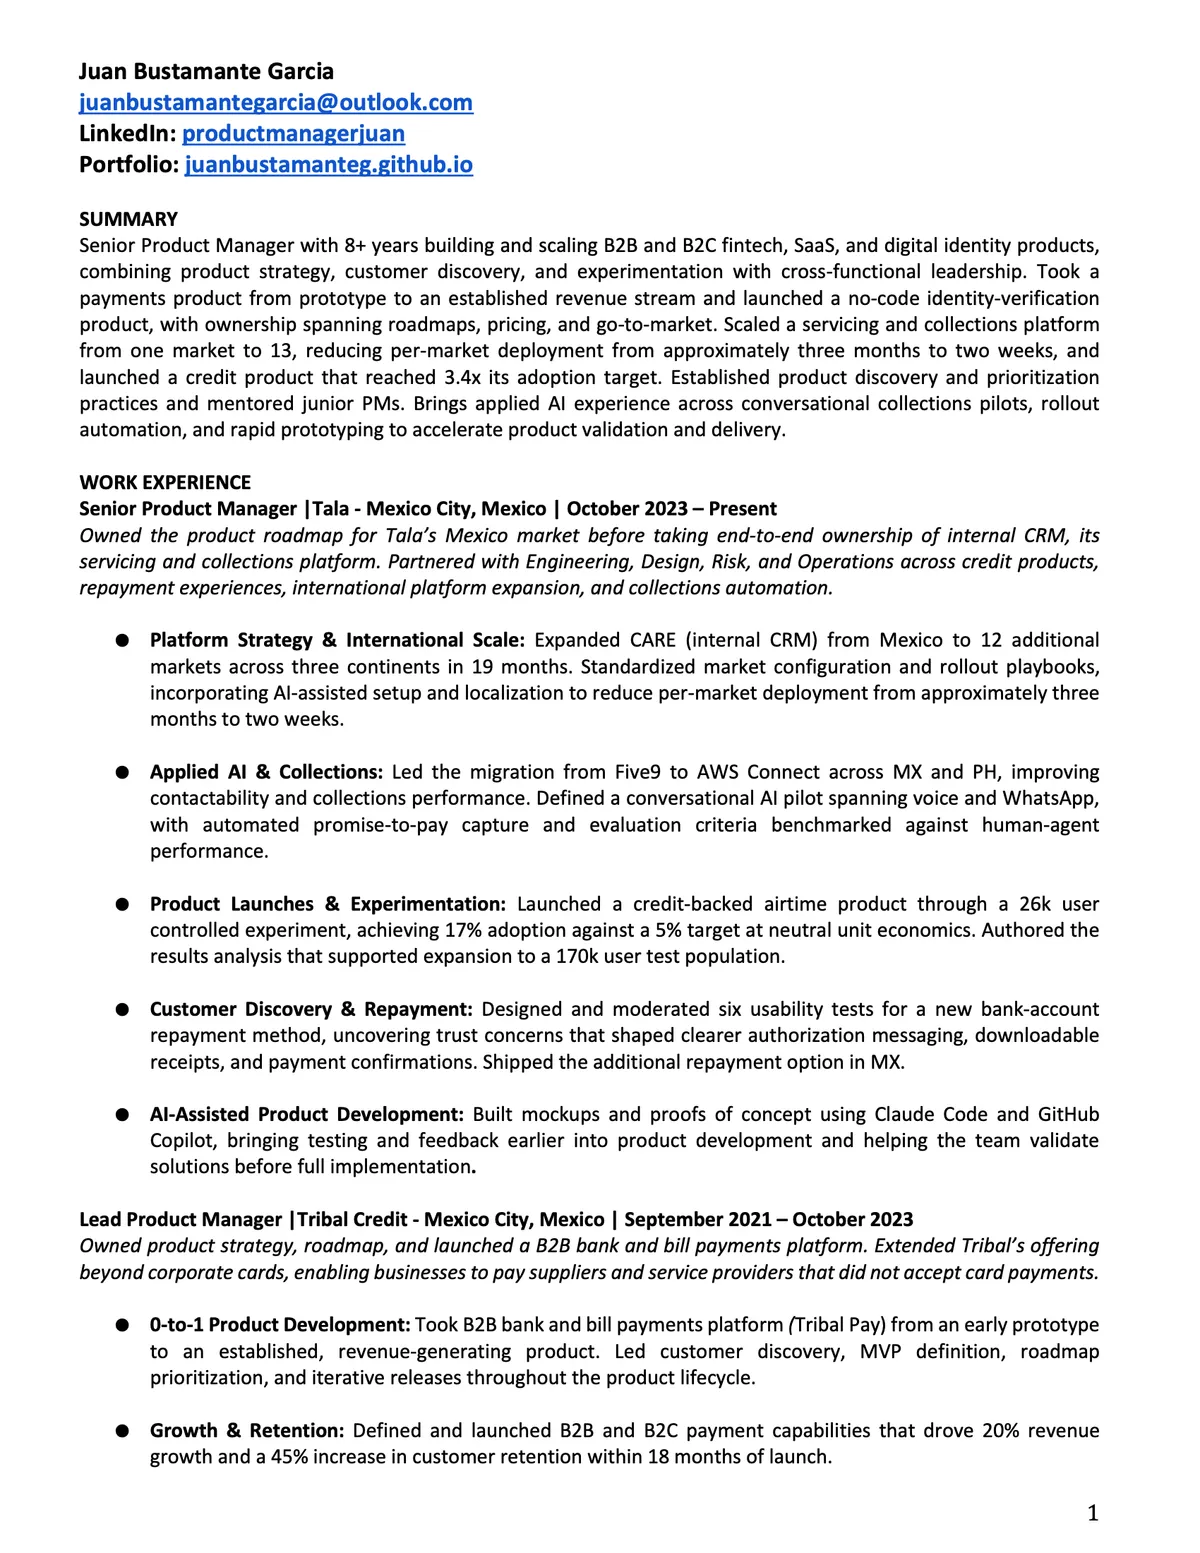 Juan Bustamante Garcia
juanbustamantegarcia@outlook.com
LinkedIn: productmanagerjuan
Portfolio: juanbustamanteg.github.io
SUMMARY
Senior Product Manager with 8+ years building and scaling B2B and B2C fintech, SaaS, and digital identity products,
combining product strategy, customer discovery, and experimentation with cross-functional leadership. Took a
payments product from prototype to an established revenue stream and launched a no-code identity-verification
product, with ownership spanning roadmaps, pricing, and go-to-market. Scaled a servicing and collections platform
from one market to 13, reducing per-market deployment from approximately three months to two weeks, and
launched a credit product that reached 3.4x its adoption target. Established product discovery and prioritization
practices and mentored junior PMs. Brings applied AI experience across conversational collections pilots, rollout
automation, and rapid prototyping to accelerate product validation and delivery.
WORK EXPERIENCE
Senior Product Manager |Tala - Mexico City, Mexico | October 2023 – Present
Owned the product roadmap for Tala’s Mexico market before taking end-to-end ownership of internal CRM, its
servicing and collections platform. Partnered with Engineering, Design, Risk, and Operations across credit products,
repayment experiences, international platform expansion, and collections automation.
● Platform Strategy & International Scale: Expanded CARE (internal CRM) from Mexico to 12 additional
markets across three continents in 19 months. Standardized market configuration and rollout playbooks,
incorporating AI-assisted setup and localization to reduce per-market deployment from approximately three
months to two weeks.
● Applied AI & Collections: Led the migration from Five9 to AWS Connect across MX and PH, improving
contactability and collections performance. Defined a conversational AI pilot spanning voice and WhatsApp,
with automated promise-to-pay capture and evaluation criteria benchmarked against human-agent
performance.
● Product Launches & Experimentation: Launched a credit-backed airtime product through a 26k user
controlled experiment, achieving 17% adoption against a 5% target at neutral unit economics. Authored the
results analysis that supported expansion to a 170k user test population.
● Customer Discovery & Repayment: Designed and moderated six usability tests for a new bank-account
repayment method, uncovering trust concerns that shaped clearer authorization messaging, downloadable
receipts, and payment confirmations. Shipped the additional repayment option in MX.
● AI-Assisted Product Development: Built mockups and proofs of concept using Claude Code and GitHub
Copilot, bringing testing and feedback earlier into product development and helping the team validate
solutions before full implementation.
Lead Product Manager |Tribal Credit - Mexico City, Mexico | September 2021 – October 2023
Owned product strategy, roadmap, and launched a B2B bank and bill payments platform. Extended Tribal’s offering
beyond corporate cards, enabling businesses to pay suppliers and service providers that did not accept card payments.
● 0-to-1 Product Development: Took B2B bank and bill payments platform (Tribal Pay) from an early prototype
to an established, revenue-generating product. Led customer discovery, MVP definition, roadmap
prioritization, and iterative releases throughout the product lifecycle.
● Growth & Retention: Defined and launched B2B and B2C payment capabilities that drove 20% revenue
growth and a 45% increase in customer retention within 18 months of launch.
1